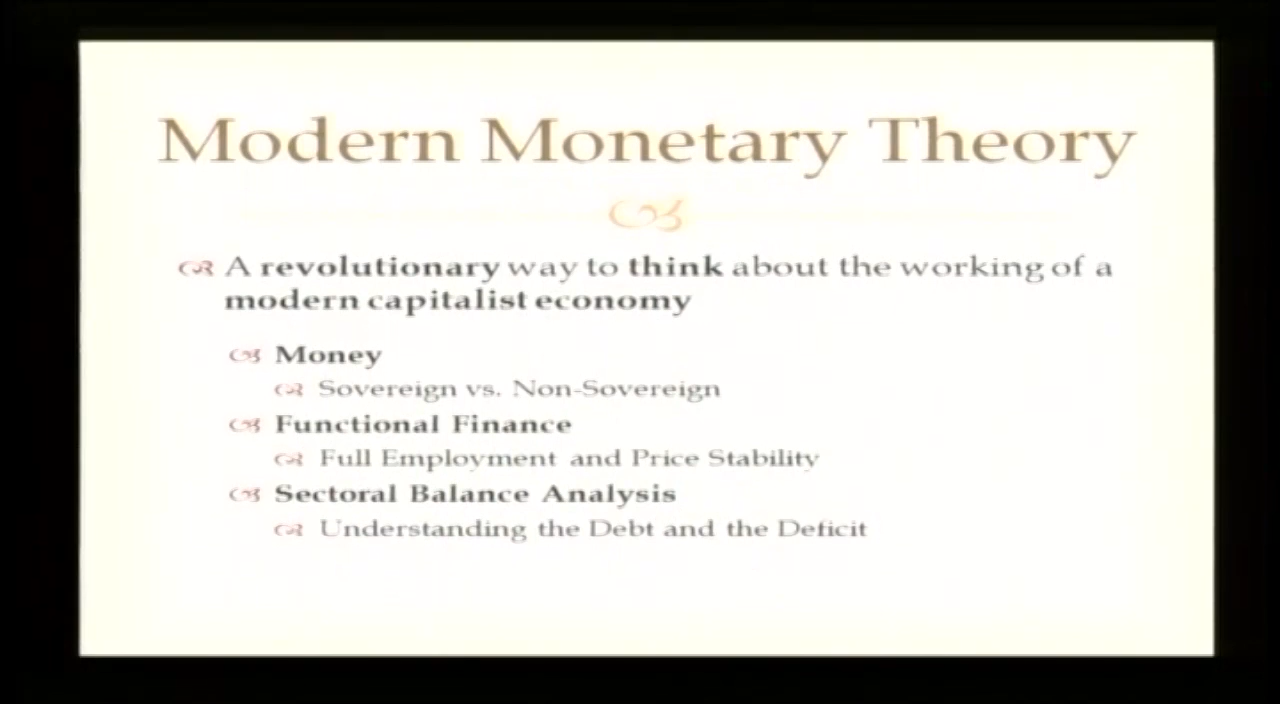 Modern Monetary Theory
A revolutionary way to think about the working of a
modern capitalist economy
Money
Sovereign vs. Non-Sovereign
Functional Finance
Full Employment and Price Stability
Sectoral Balance Analysis
Understanding the Debt and the Deficit